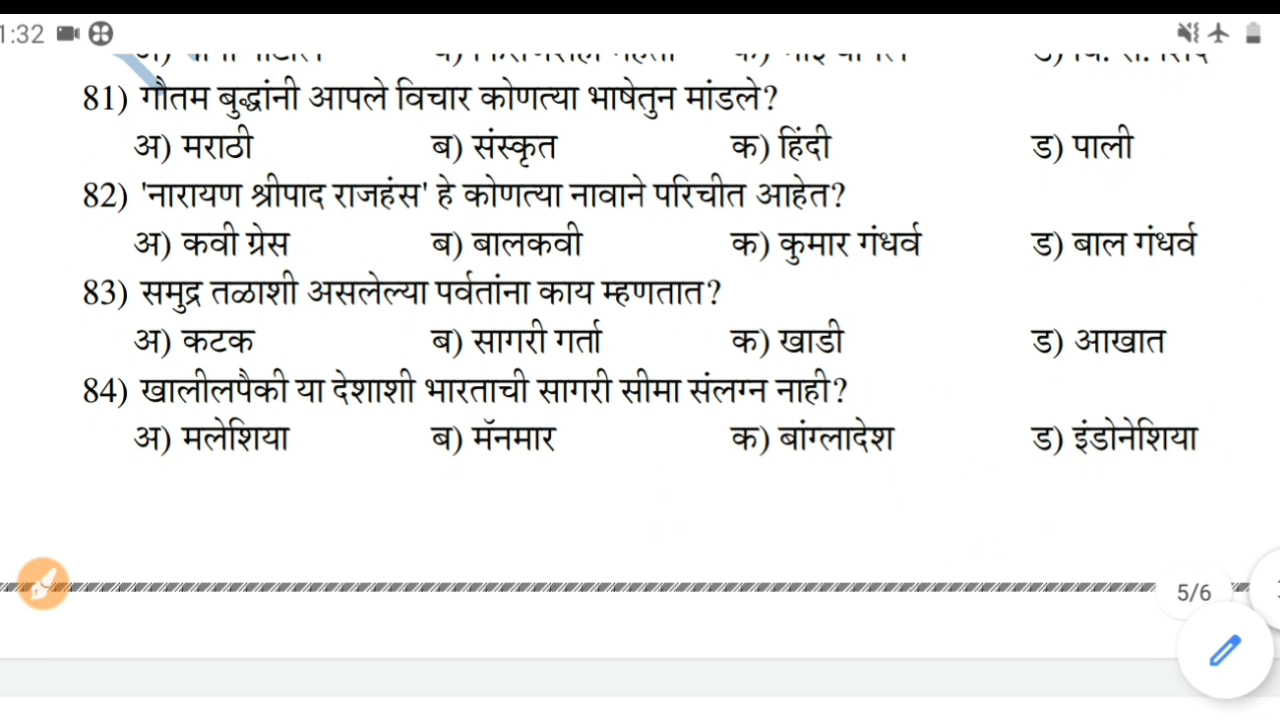 1:32
81) गौतम बुद्धांनी आपले विचार कोणत्या भाषेतुन मांडले?
अ) मराठी ब) संस्कृत क) हिंदी ड) पाली
82) 'नारायण श्रीपाद राजहंस' हे कोणत्या नावाने परिचीत आहेत?
अ) कवी ग्रेस ब) बालकवी क) कुमार गंधर्व ड) बाल गंधर्व
83) समुद्र तळाशी असलेल्या पर्वतांना काय म्हणतात?
अ) कटक ब) सागरी गर्ता क) खाडी ड) आखात
84) खालीलपैकी या देशाशी भारताची सागरी सीमा संलग्न नाही?
अ) मलेशिया ब) मॅनमार क) बांग्लादेश ड) इंडोनेशिया
5/6